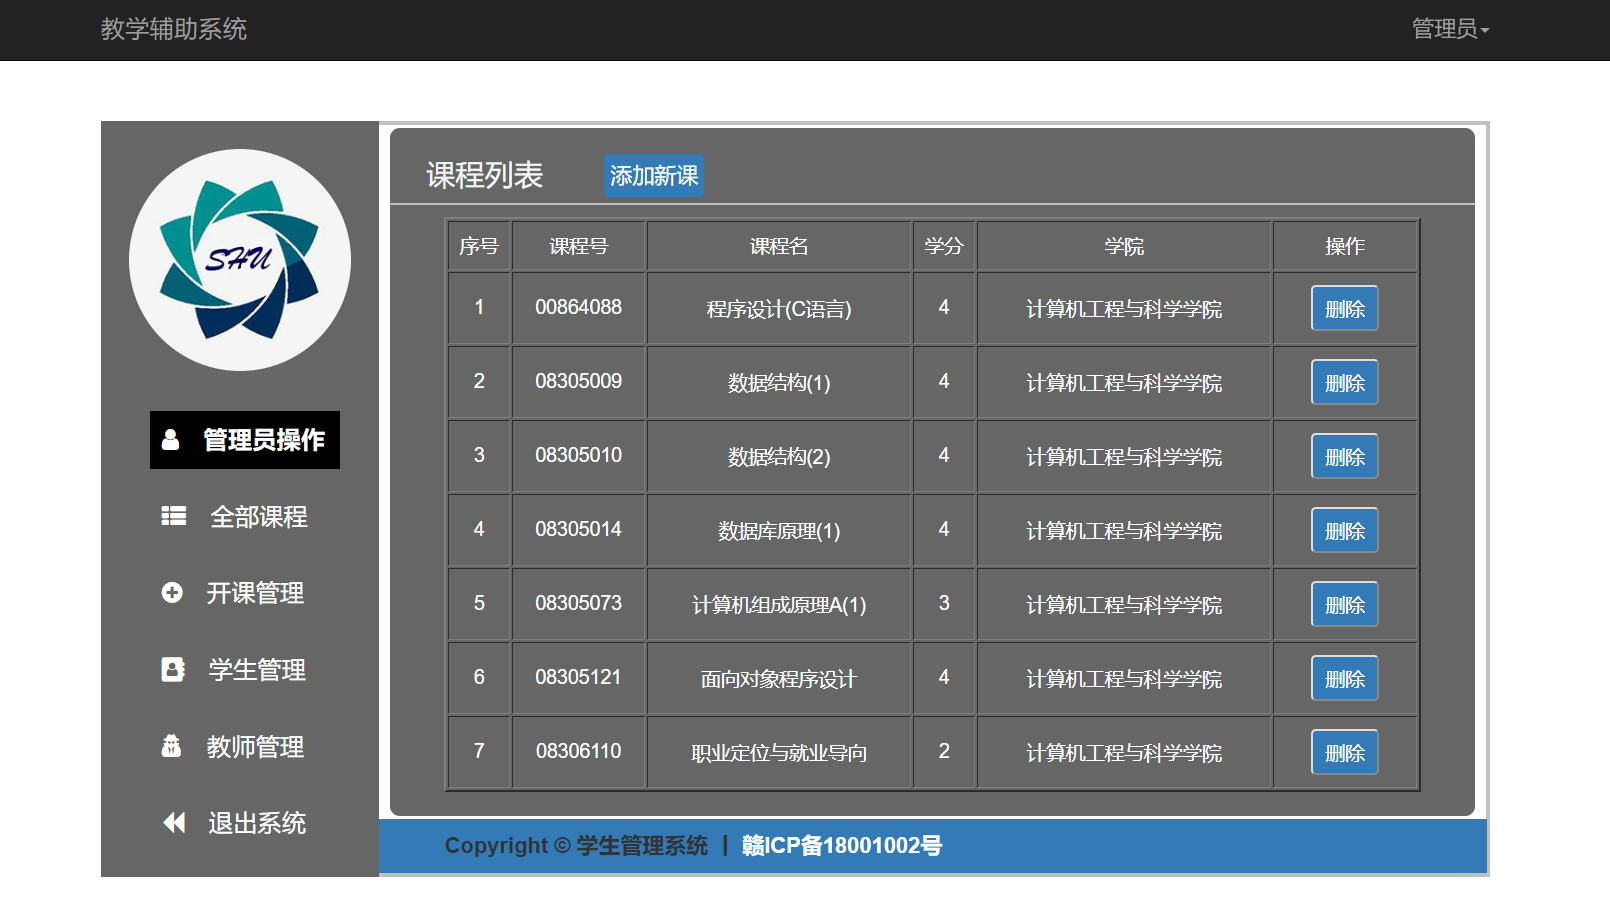 教学辅助系统
管理员
SHU
管理员操作
全部课程
开课管理
学生管理
教师管理
退出系统
课程列表 添加新课
序号 课程号 课程名 学分 学院 操作
1 00864088 程序设计(C语言) 4 计算机工程与科学学院 删除
2 08305009 数据结构(1) 4 计算机工程与科学学院 删除
3 08305010 数据结构(2) 4 计算机工程与科学学院 删除
4 08305014 数据库原理(1) 4 计算机工程与科学学院 删除
5 08305073 计算机组成原理A(1) 3 计算机工程与科学学院 删除
6 08305121 面向对象程序设计 4 计算机工程与科学学院 删除
7 08306110 职业定位与就业导向 2 计算机工程与科学学院 删除
Copyright © 学生管理系统 | 赣ICP备18001002号